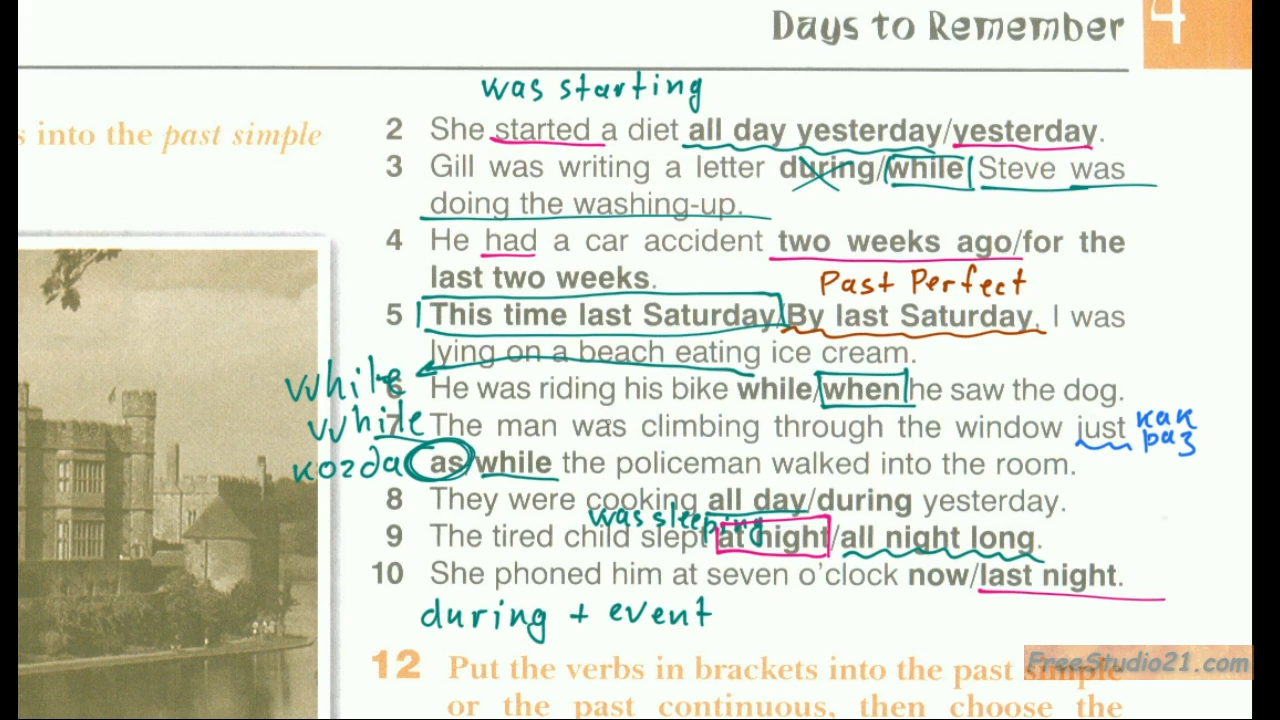 Days to Remember 4
was starting
s into the past simple
2 She started a diet all day yesterday/yesterday.
3 Gill was writing a letter during/while Steve was
doing the washing-up.
4 He had a car accident two weeks ago/for the
last two weeks.
Past Perfect
5 This time last Saturday/By last Saturday, I was
lying on a beach eating ice cream.
while
6 He was riding his bike while/when he saw the dog.
while
7 The man was climbing through the window just
как
раз
когда
as/while the policeman walked into the room.
8 They were cooking all day/during yesterday.
was sleeping
9 The tired child slept at night/all night long.
10 She phoned him at seven o'clock now/last night.
during + event
12 Put the verbs in brackets into the past simple
FreeStudio21.com
or the past continuous, then choose the